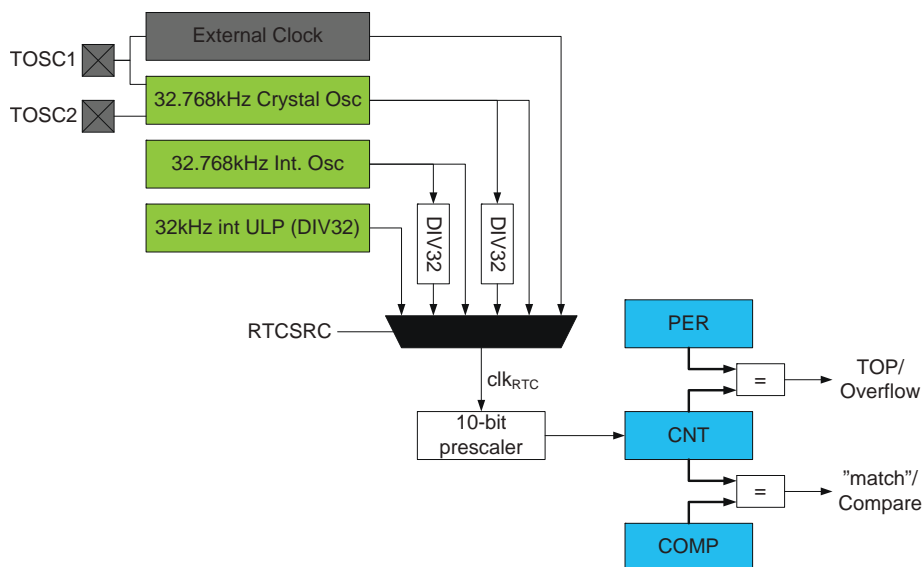 External Clock
TOSC1
32.768kHz Crystal Osc
TOSC2
32.768kHz Int. Osc
32kHz int ULP (DIV32)
DIV32
DIV32
RTCSRC
PER
TOP/
Overflow
=
clkRTC
10-bit
prescaler
CNT
"match"/
Compare
=
COMP